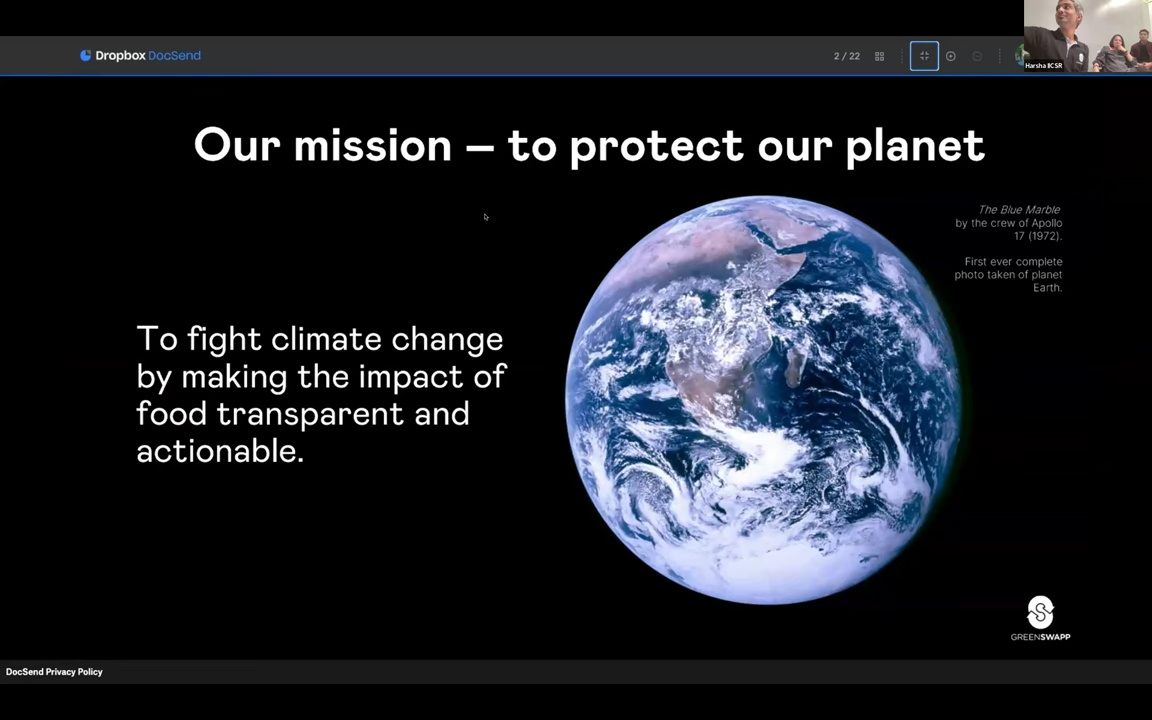 Dropbox DocSend
2 / 22
Harsha IICSR
Our mission — to protect our planet
The Blue Marble
by the crew of Apollo
17 (1972).
First ever complete
photo taken of planet
Earth.
To fight climate change
by making the impact of
food transparent and
actionable.
GREENSWAPP
DocSend Privacy Policy